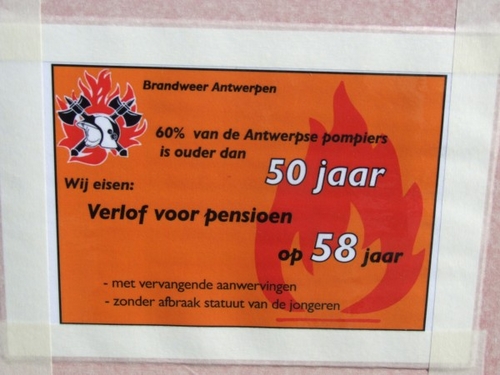 Brandweer Antwerpen
60% van de Antwerpse pompiers
is ouder dan
50 jaar
Wij eisen:
Verlof voor pensioen
op 58 jaar
- met vervangende aanwervingen
- zonder afbraak statuut van de jongeren